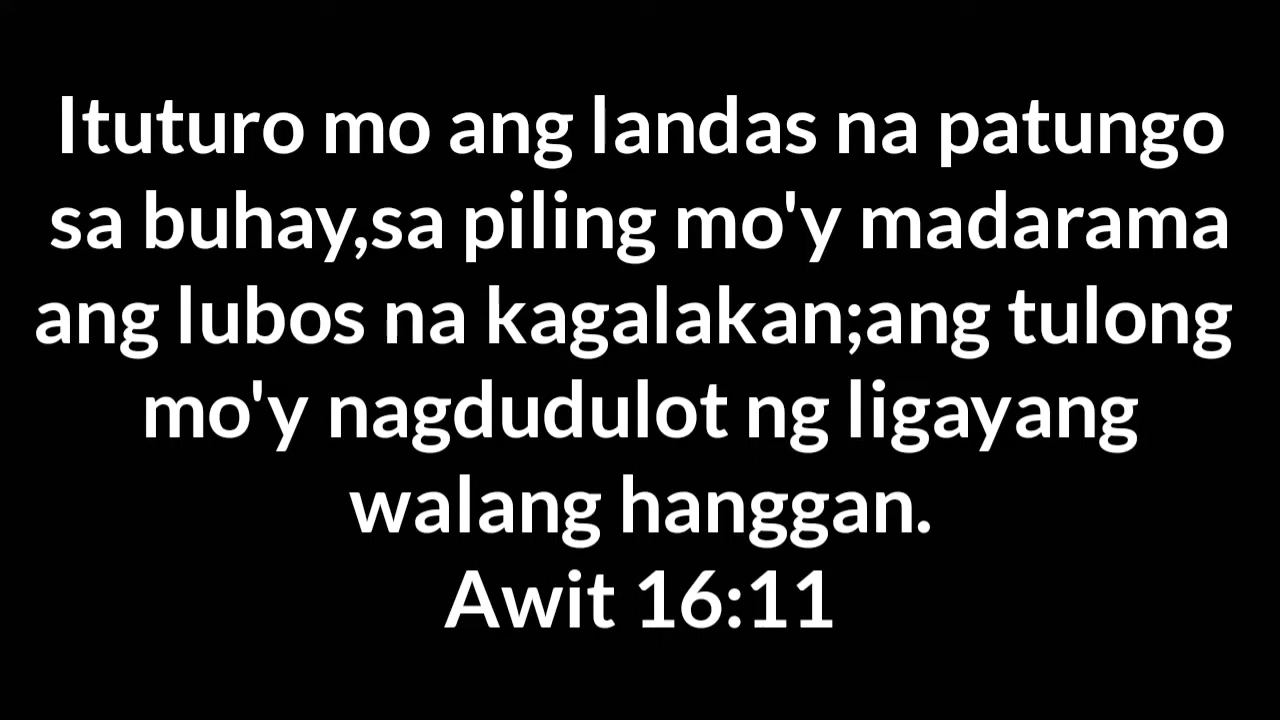 Ituturo mo ang landas na patungo
sa buhay,sa piling mo'y madarama
ang lubos na kagalakan;ang tulong
mo'y nagdudulot ng ligayang
walang hanggan.
Awit 16:11